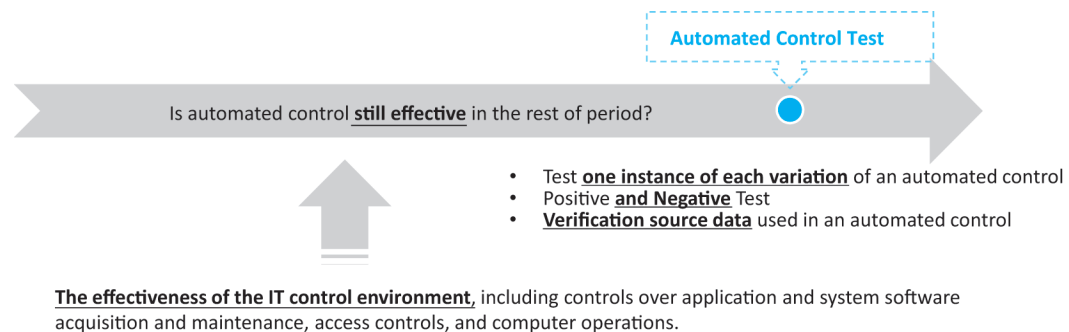 Automated Control Test
Is automated control still effective in the rest of period?
• Test one instance of each variation of an automated control
• Positive and Negative Test
• Verification source data used in an automated control
The effectiveness of the IT control environment, including controls over application and system software
acquisition and maintenance, access controls, and computer operations.